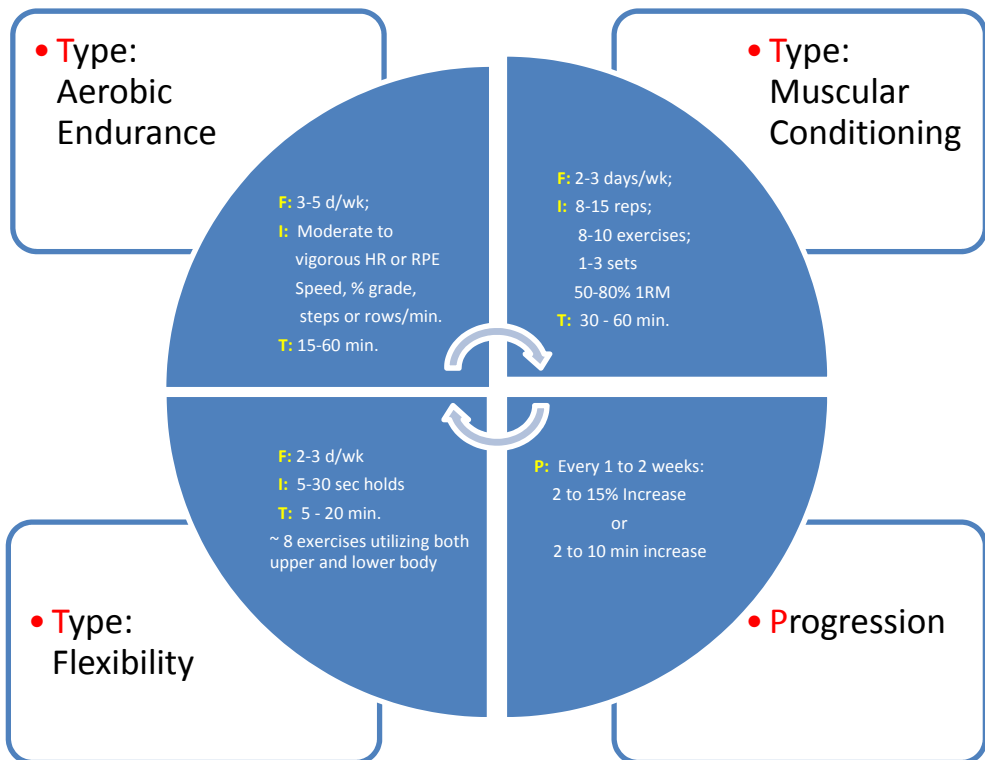 • Type:
Aerobic
Endurance
F: 3-5 d/wk;
I: Moderate to
vigorous HR or RPE
Speed, % grade,
steps or rows/min.
T: 15-60 min.
• Type:
Muscular
Conditioning
F: 2-3 days/wk;
I: 8-15 reps;
8-10 exercises;
1-3 sets
50-80% 1RM
T: 30 - 60 min.
F: 2-3 d/wk
I: 5-30 sec holds
T: 5 - 20 min.
~ 8 exercises utilizing both
upper and lower body
• Type:
Flexibility
P: Every 1 to 2 weeks:
2 to 15% Increase
or
2 to 10 min increase
• Progression